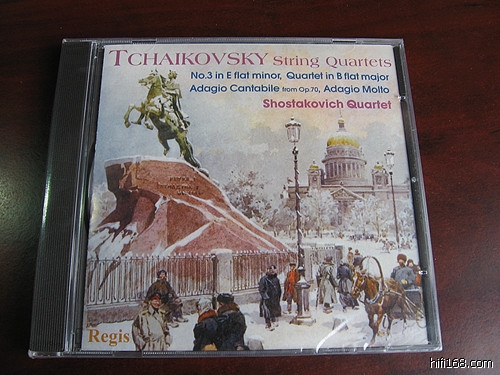 TCHAIKOVSKY String Quartets
No.3 in E flat minor, Quartet in B flat major
Adagio Cantabile from Op.70, Adagio Molto
Shostakovich Quartet
Regis
hifi168.com